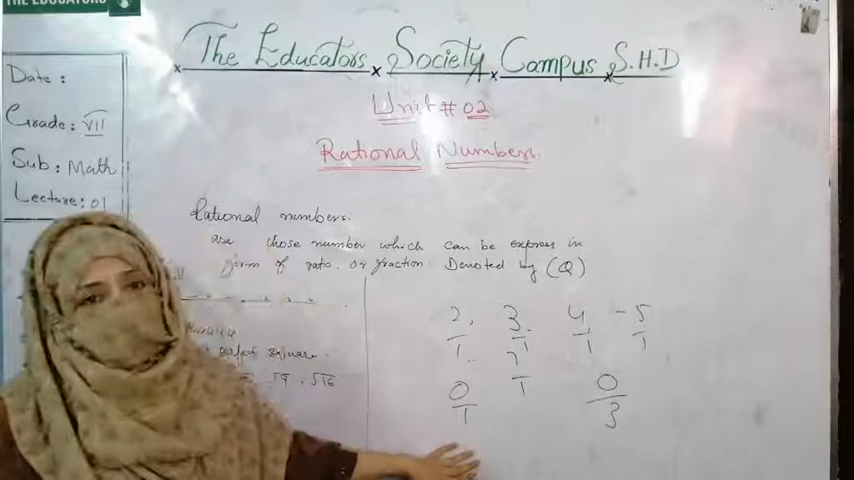 THE EDUCATORS
The Educators Society Campus S.H.D
Date :
Grade : VII
Sub : Math
Lecture : 01
Unit # 02
Rational Numbers.
Rational numbers.
are those number which can be express in
form of ratio. or fraction. Denoted by (Q)
perfect square.
√9, √16
2, 3. 4 -5
1 1 1 1
7
1
0 0
1 3